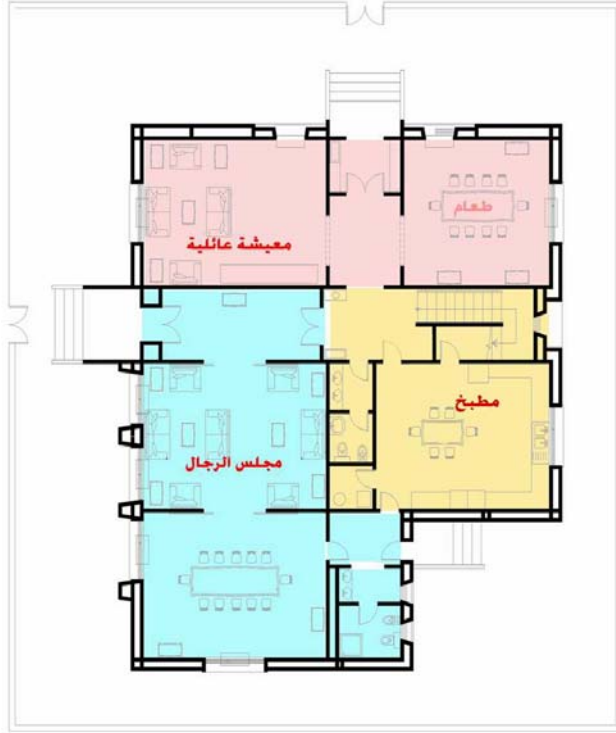 طعام
معيشة عائلية
مطبخ
مجلس الرجال